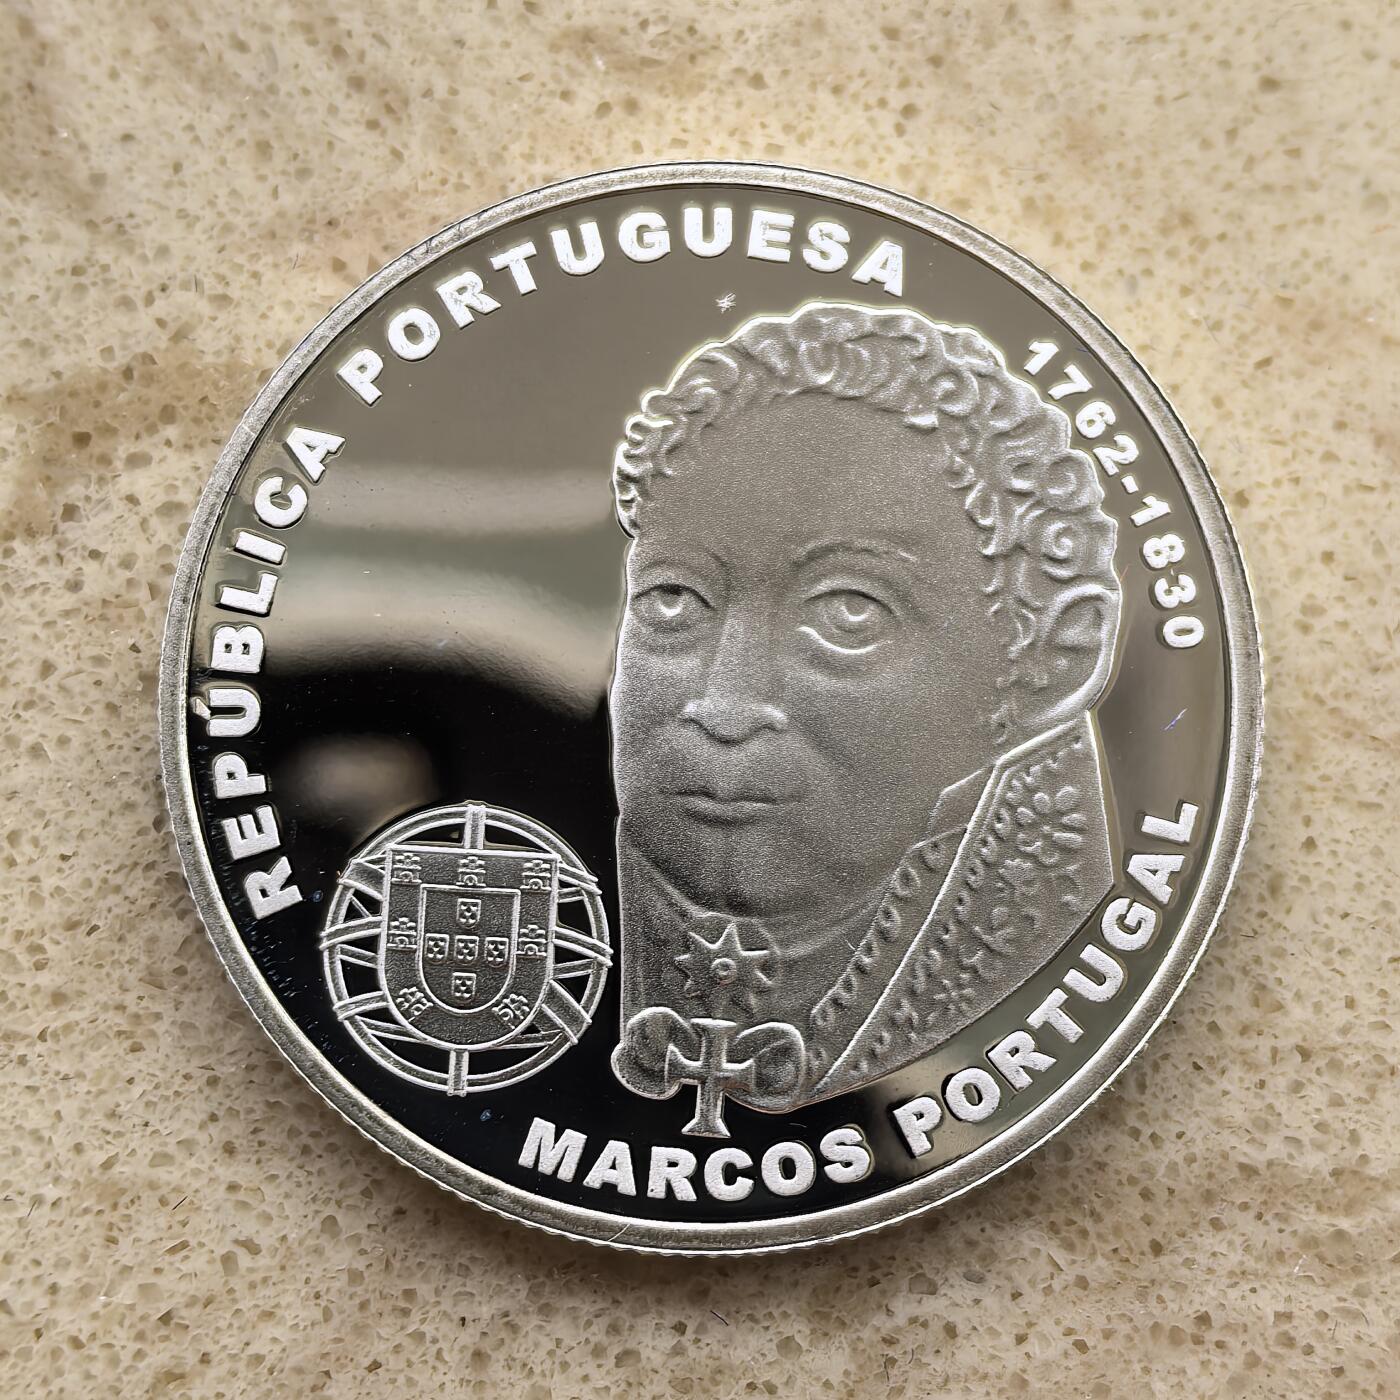 REPÚBLICA PORTUGUESA
1762-1830
MARCOS PORTUGAL